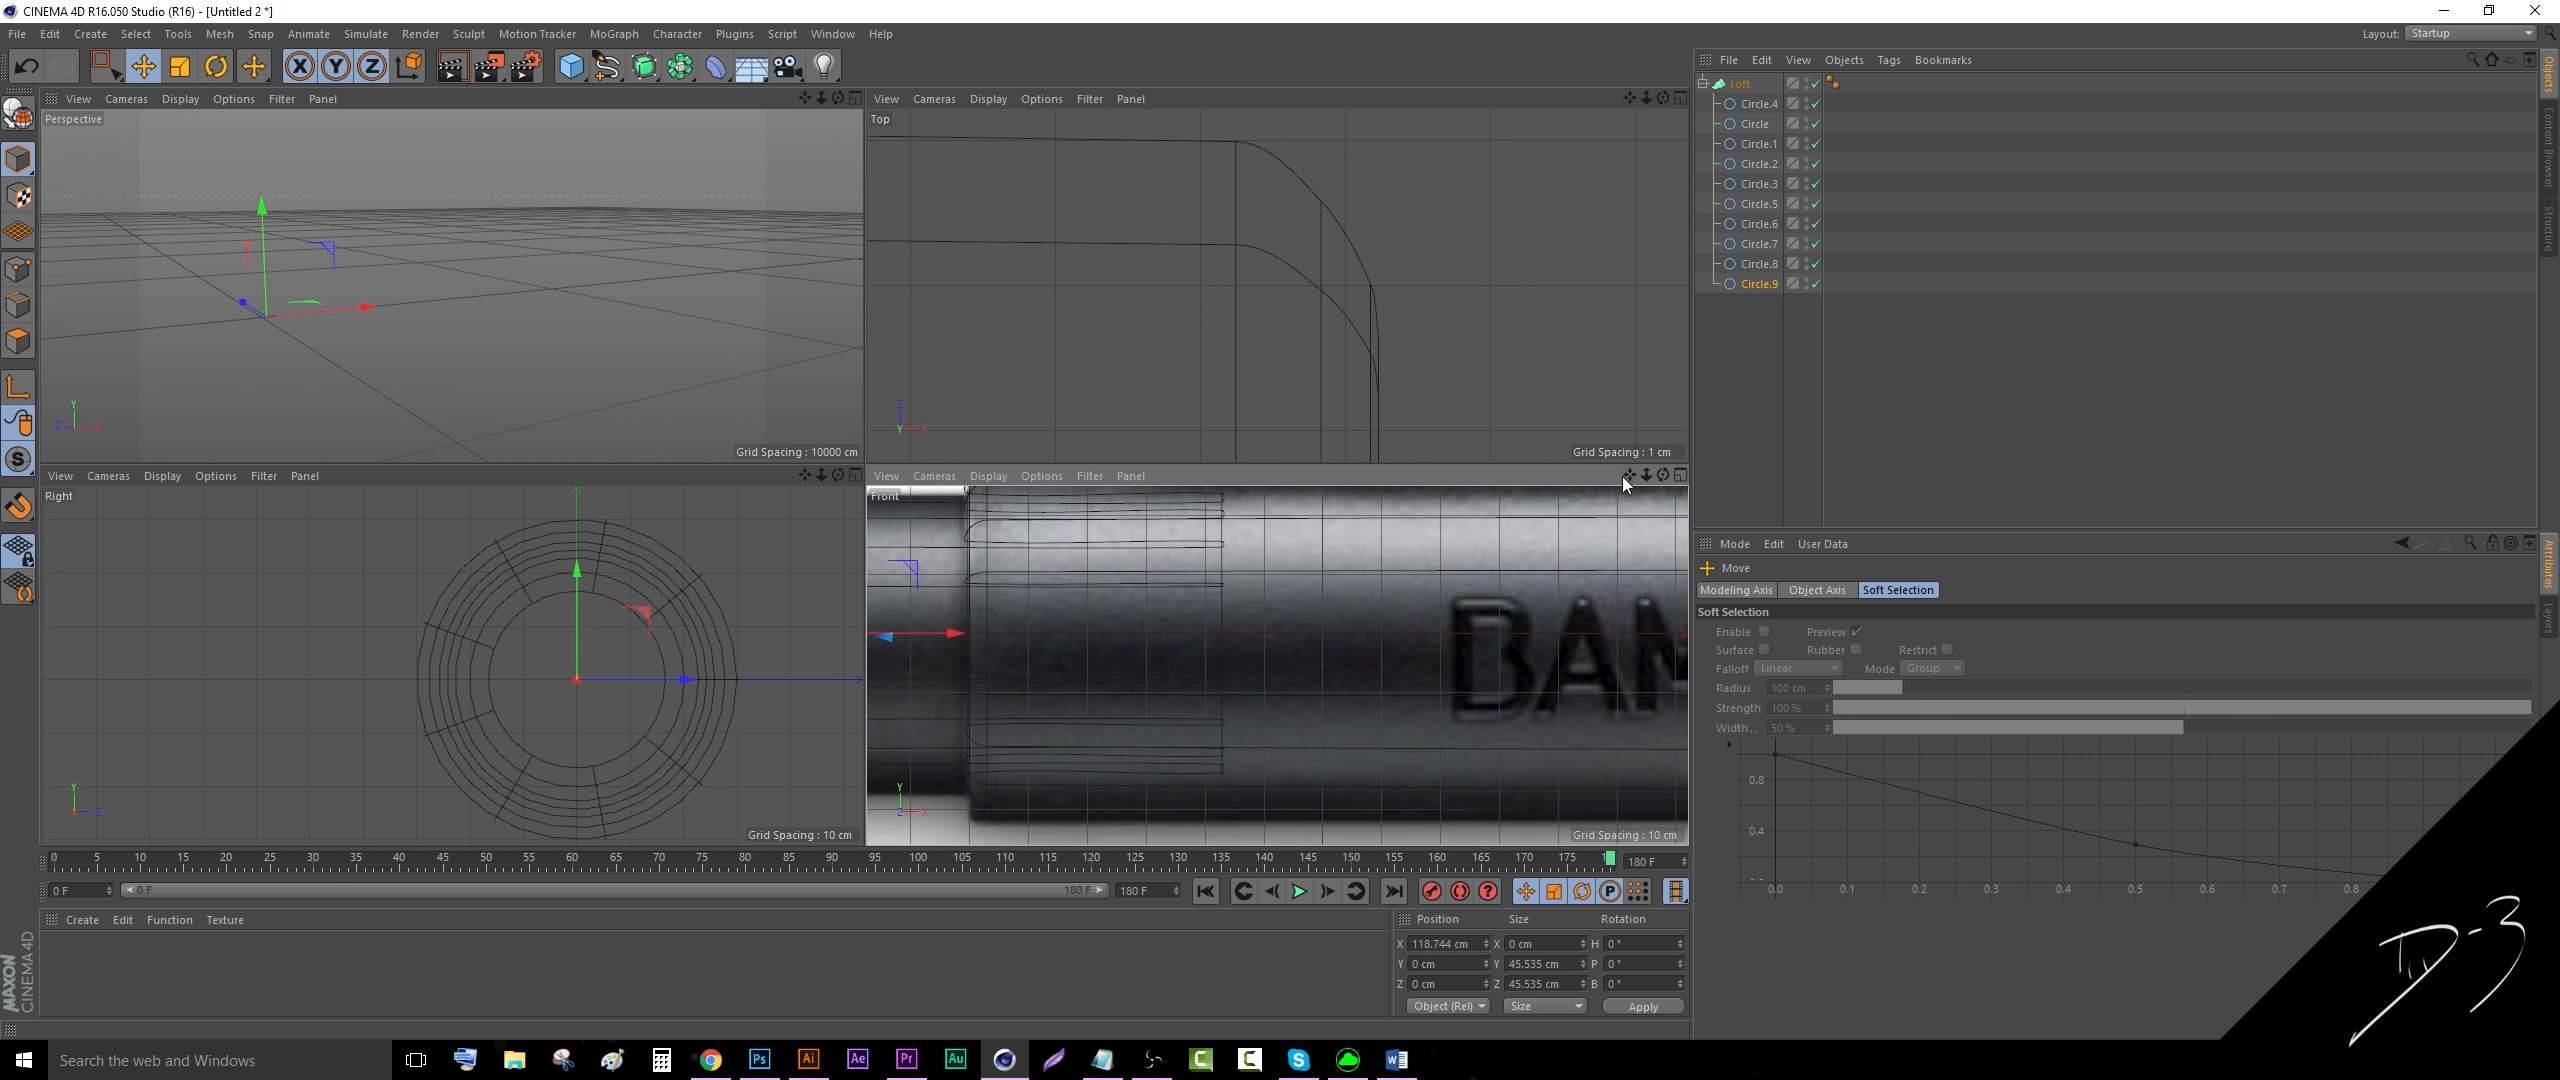 CINEMA 4D R16.050 Studio (R16) - [Untitled 2 *]
File Edit Create Select Tools Mesh Snap Animate Simulate Render Sculpt Motion Tracker MoGraph Character Plugins Script Window Help
Layout: Startup
File Edit View Objects Tags Bookmarks
Loft
Circle.4
Circle
Circle.1
Circle.2
Circle.3
Circle.5
Circle.6
Circle.7
Circle.8
Circle.9
Objects
Content Browser
Structure
View Cameras Display Options Filter Panel
Perspective
Y
Z X
Grid Spacing : 10000 cm
View Cameras Display Options Filter Panel
Top
Z
Y X
Grid Spacing : 1 cm
View Cameras Display Options Filter Panel
Right
Y
X Z
Grid Spacing : 10 cm
View Cameras Display Options Filter Panel
Front
BAN
Y
Z X
Grid Spacing : 10 cm
Mode Edit User Data
Move
Modeling Axis Object Axis Soft Selection
Soft Selection
Enable Preview
Surface Rubber Restrict
Falloff Linear Mode Group
Radius 100 cm
Strength 100 %
Width.. 50 %
0.8
0.4
0.0 0.1 0.2 0.3 0.4 0.5 0.6 0.7 0.8
Attributes
Layers
0 5 10 15 20 25 30 35 40 45 50 55 60 65 70 75 80 85 90 95 100 105 110 115 120 125 130 135 140 145 150 155 160 165 170 175 180 F
0 F 0 F 180 F 180 F
Create Edit Function Texture
Position Size Rotation
X 118.744 cm X 0 cm H 0 °
Y 0 cm Y 45.535 cm P 0 °
Z 0 cm Z 45.535 cm B 0 °
Object (Rel) Size Apply
MAXON
CINEMA 4D
D-3
Search the web and Windows
Ps Ai Ae Pr Au